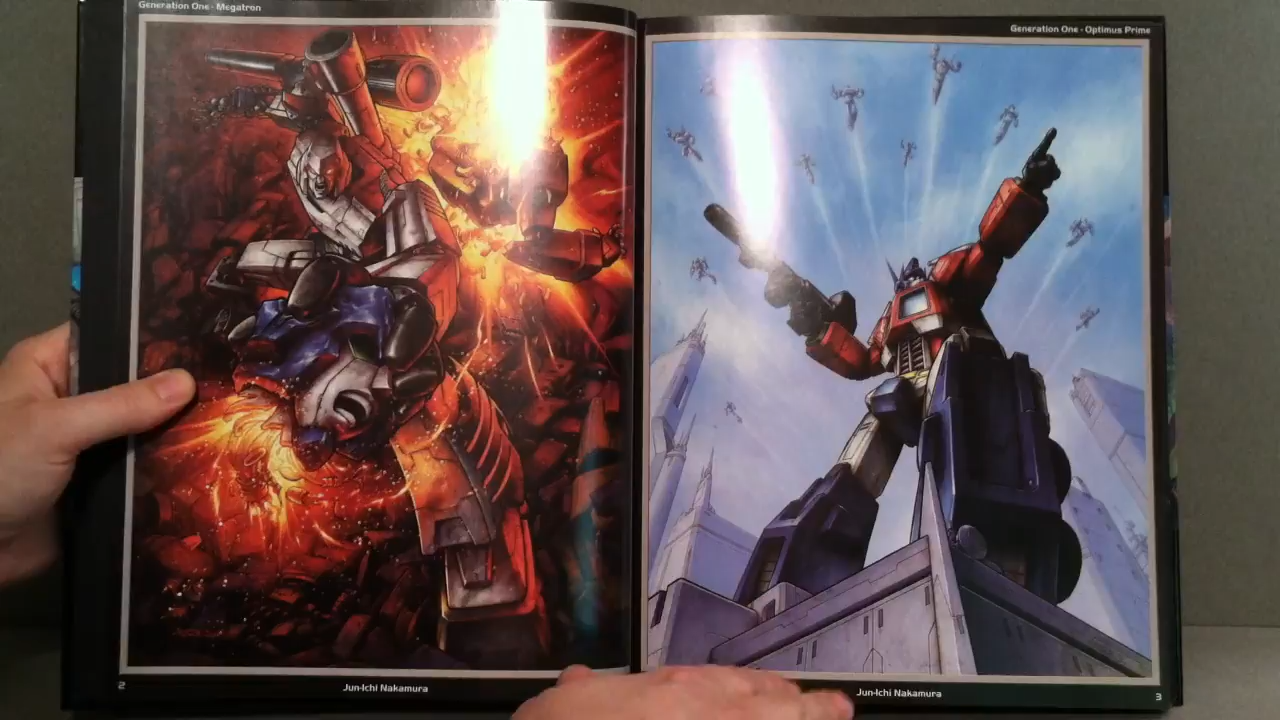 Generation One - Megatron
Generation One - Optimus Prime
2
Jun-Ichi Nakamura
Jun-Ichi Nakamura
3